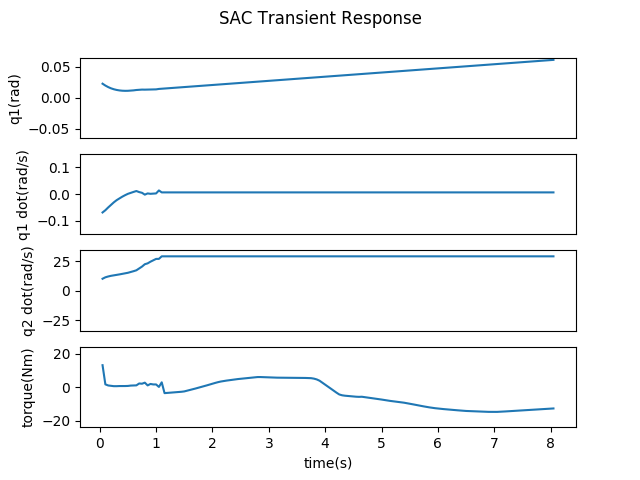 SAC Transient Response
q1(rad)
0.05
0.00
−0.05
q1 dot(rad/s)
0.1
0.0
−0.1
q2 dot(rad/s)
25
0
−25
torque(Nm)
20
0
−20
0 1 2 3 4 5 6 7 8
time(s)